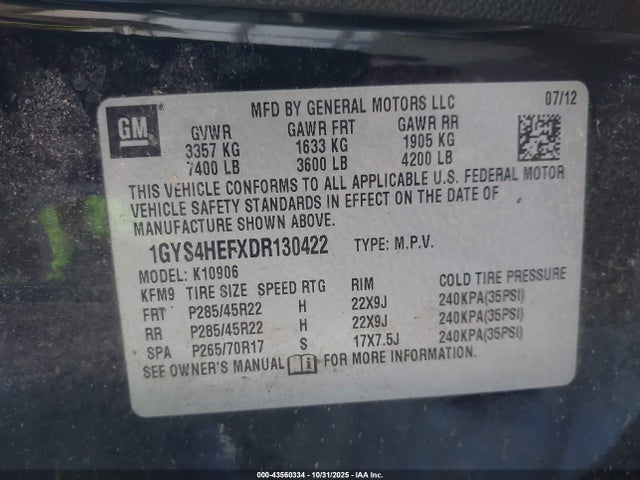 GM
MFD BY GENERAL MOTORS LLC 07/12
GVWR GAWR FRT GAWR RR
3357 KG 1633 KG 1905 KG
7400 LB 3600 LB 4200 LB
THIS VEHICLE CONFORMS TO ALL APPLICABLE U.S. FEDERAL MOTOR
VEHICLE SAFETY STANDARDS IN EFFECT ON THE DATE OF
MANUFACTURE SHOWN ABOVE.
1GYS4HEFXDR130422 TYPE: M.P.V.
MODEL: K10906
KFM9 TIRE SIZE SPEED RTG RIM COLD TIRE PRESSURE
FRT P285/45R22 H 22X9J 240KPA(35PSI)
RR P285/45R22 H 22X9J 240KPA(35PSI)
SPA P265/70R17 S 17X7.5J 240KPA(35PSI)
SEE OWNER'S MANUAL FOR MORE INFORMATION.
000-43560334 - 10/31/2025 - IAA Inc.